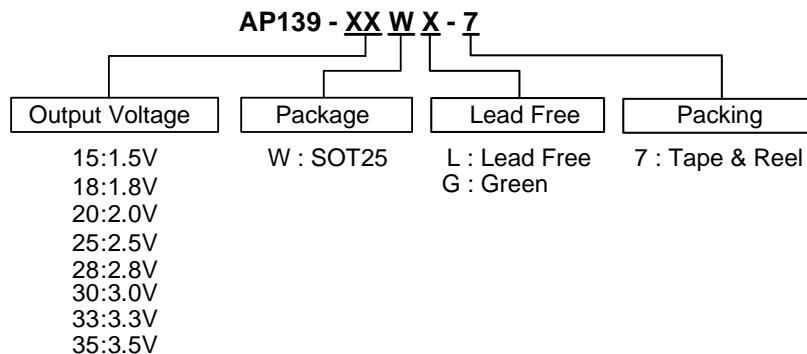 AP139 - XX W X - 7
Output Voltage
Package
Lead Free
Packing
15:1.5V
18:1.8V
20:2.0V
25:2.5V
28:2.8V
30:3.0V
33:3.3V
35:3.5V
W : SOT25
L : Lead Free
G : Green
7 : Tape & Reel